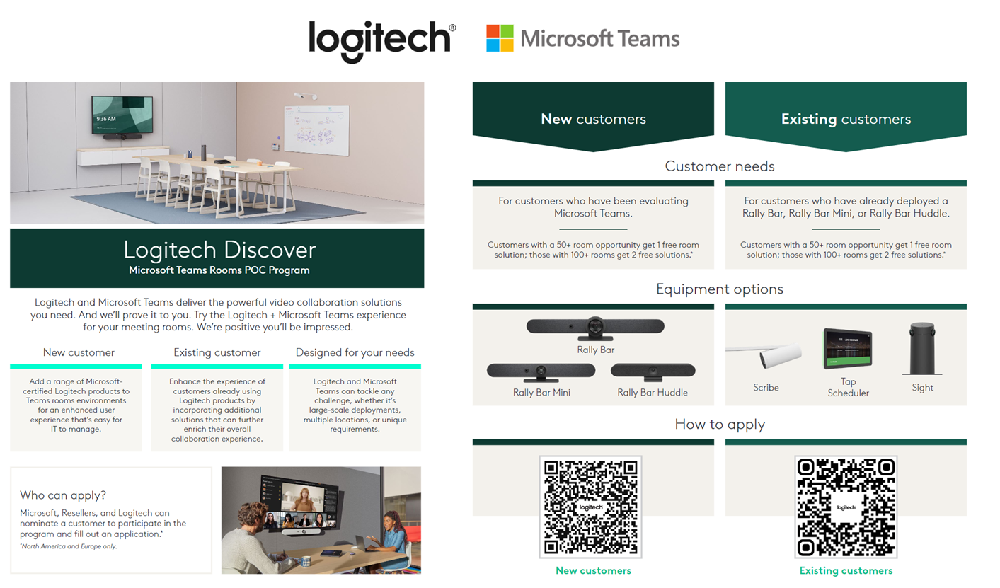 logitech®
Microsoft Teams
9:36 AM
Logitech Discover
Microsoft Teams Rooms POC Program
Logitech and Microsoft Teams deliver the powerful video collaboration solutions
you need. And we'll prove it to you. Try the Logitech + Microsoft Teams experience
for your meeting rooms. We're positive you'll be impressed.
New customer
Add a range of Microsoft-
certified Logitech products to
Teams rooms environments
for an enhanced user
experience that's easy for
IT to manage.
Existing customer
Enhance the experience of
customers already using
Logitech products by
incorporating additional
solutions that can further
enrich their overall
collaboration experience.
Designed for your needs
Logitech and Microsoft
Teams can tackle any
challenge, whether it's
large-scale deployments,
multiple locations, or unique
requirements.
Who can apply?
Microsoft, Resellers, and Logitech can
nominate a customer to participate in the
program and fill out an application.*
*North America and Europe only.
New customers
Existing customers
Customer needs
For customers who have been evaluating
Microsoft Teams.
Customers with a 50+ room opportunity get 1 free room
solution; those with 100+ rooms get 2 free solutions.*
For customers who have already deployed a
Rally Bar, Rally Bar Mini, or Rally Bar Huddle.
Customers with a 50+ room opportunity get 1 free room
solution; those with 100+ rooms get 2 free solutions.*
Equipment options
Rally Bar
Rally Bar Mini
Rally Bar Huddle
Scribe
Tap
Scheduler
Sight
How to apply
logitech
New customers
logitech
Existing customers